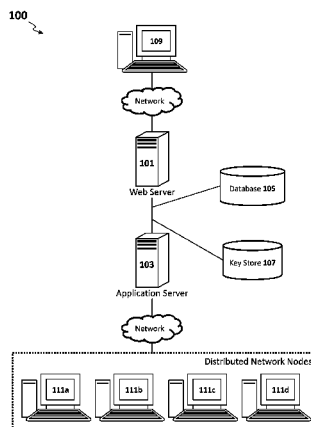 100
109
Network
101
Web Server
Database 105
103
Key Store 107
Application Server
Network
Distributed Network Nodes
111a 111b 111c 111d